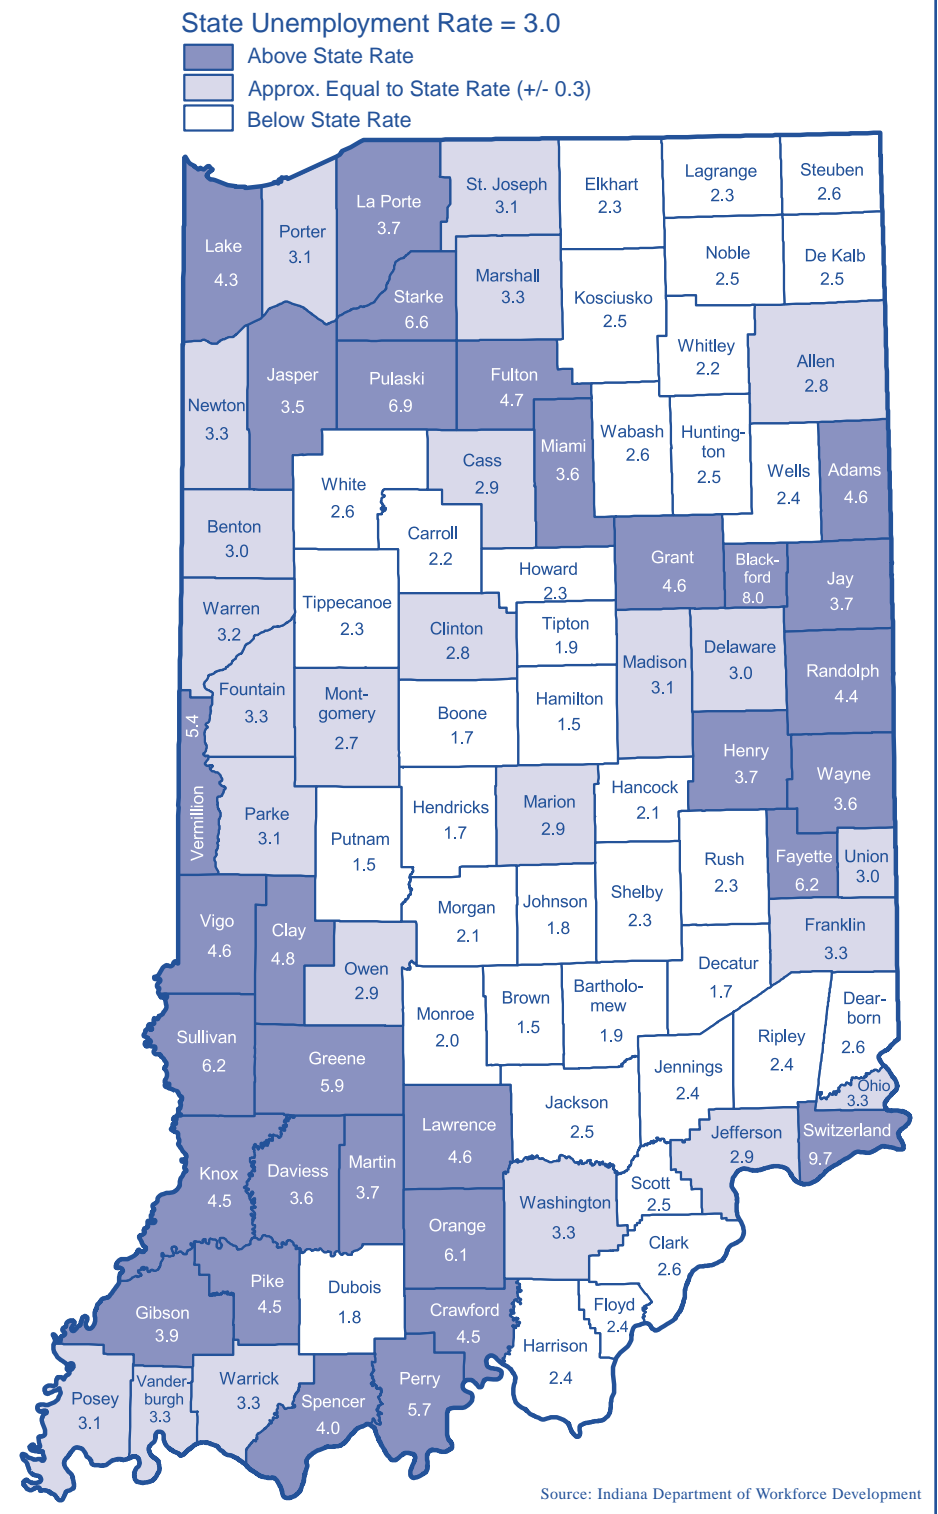 State Unemployment Rate = 3.0
Above State Rate
Approx. Equal to State Rate (+/- 0.3)
Below State Rate
Lake
4.3
Porter
3.1
La Porte
3.7
St. Joseph
3.1
Elkhart
2.3
Lagrange
2.3
Steuben
2.6
Noble
2.5
De Kalb
2.5
Starke
6.6
Marshall
3.3
Kosciusko
2.5
Whitley
2.2
Allen
2.8
Newton
3.3
Jasper
3.5
Pulaski
6.9
Fulton
4.7
Miami
3.6
Wabash
2.6
Hunting-
ton
2.5
Wells
2.4
Adams
4.6
White
2.6
Cass
2.9
Carroll
2.2
Benton
3.0
Howard
2.3
Grant
4.6
Black-
ford
8.0
Jay
3.7
Warren
3.2
Tippecanoe
2.3
Clinton
2.8
Tipton
1.9
Madison
3.1
Delaware
3.0
Randolph
4.4
Fountain
3.3
Mont-
gomery
2.7
Boone
1.7
Hamilton
1.5
Henry
3.7
Wayne
3.6
Vermillion
5.4
Parke
3.1
Putnam
1.5
Hendricks
1.7
Marion
2.9
Hancock
2.1
Rush
2.3
Fayette
6.2
Union
3.0
Vigo
4.6
Clay
4.8
Owen
2.9
Morgan
2.1
Johnson
1.8
Shelby
2.3
Decatur
1.7
Franklin
3.3
Sullivan
6.2
Greene
5.9
Monroe
2.0
Brown
1.5
Bartholo-
mew
1.9
Jennings
2.4
Ripley
2.4
Dear-
born
2.6
Ohio
3.3
Knox
4.5
Daviess
3.6
Martin
3.7
Lawrence
4.6
Jackson
2.5
Jefferson
2.9
Switzerland
9.7
Orange
6.1
Washington
3.3
Scott
2.5
Clark
2.6
Gibson
3.9
Pike
4.5
Dubois
1.8
Crawford
4.5
Floyd
2.4
Harrison
2.4
Posey
3.1
Vander-
burgh
3.3
Warrick
3.3
Spencer
4.0
Perry
5.7
Source: Indiana Department of Workforce Development